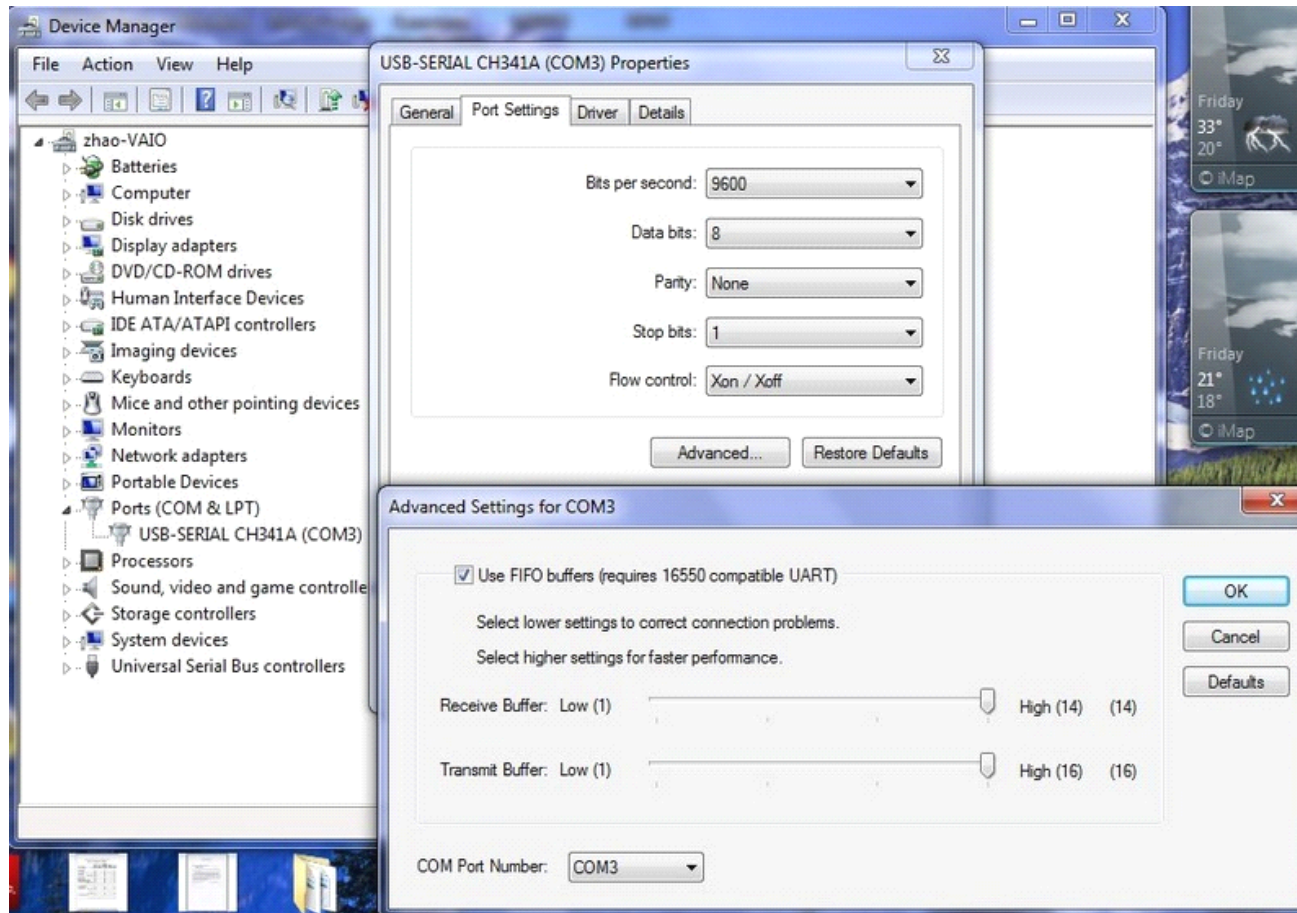 Device Manager
File Action View Help
zhao-VAIO
Batteries
Computer
Disk drives
Display adapters
DVD/CD-ROM drives
Human Interface Devices
IDE ATA/ATAPI controllers
Imaging devices
Keyboards
Mice and other pointing devices
Monitors
Network adapters
Portable Devices
Ports (COM & LPT)
USB-SERIAL CH341A (COM3)
Processors
Sound, video and game controlle
Storage controllers
System devices
Universal Serial Bus controllers
USB-SERIAL CH341A (COM3) Properties
General Port Settings Driver Details
Bits per second: 9600
Data bits: 8
Parity: None
Stop bits: 1
Flow control: Xon / Xoff
Advanced... Restore Defaults
Advanced Settings for COM3
Use FIFO buffers (requires 16550 compatible UART)
Select lower settings to correct connection problems.
Select higher settings for faster performance.
Receive Buffer: Low (1) High (14) (14)
Transmit Buffer: Low (1) High (16) (16)
COM Port Number: COM3
OK
Cancel
Defaults
Friday
33°
20°
© iMap
Friday
21°
18°
© iMap